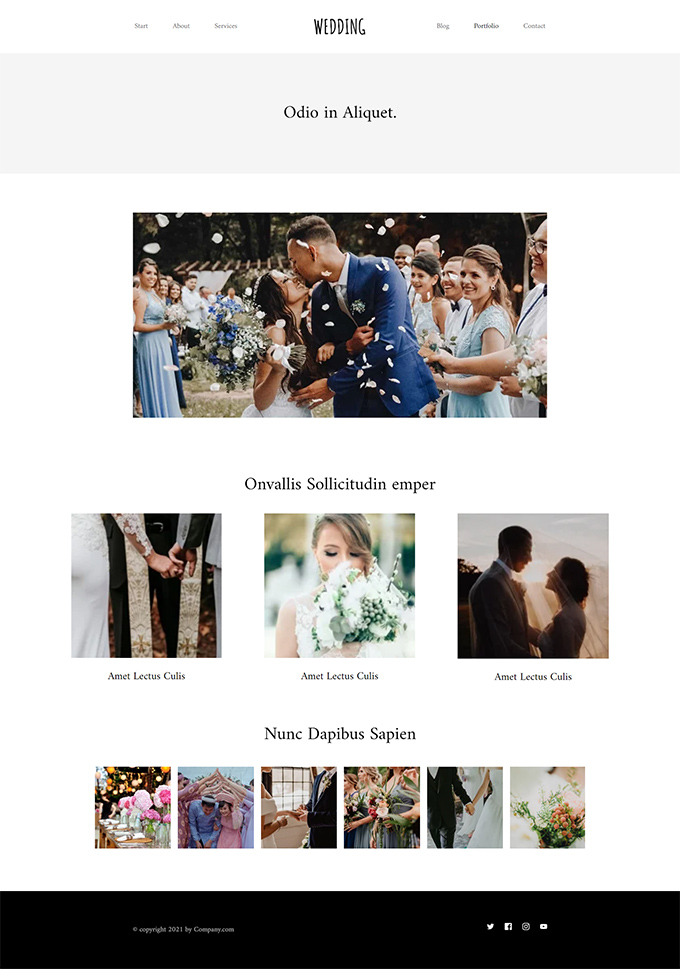 Start About Services WEDDING Blog Portfolio Contact
Odio in Aliquet.
Onvallis Sollicitudin emper
Amet Lectus Culis Amet Lectus Culis Amet Lectus Culis
Nunc Dapibus Sapien
© copyright 2021 by Company.com